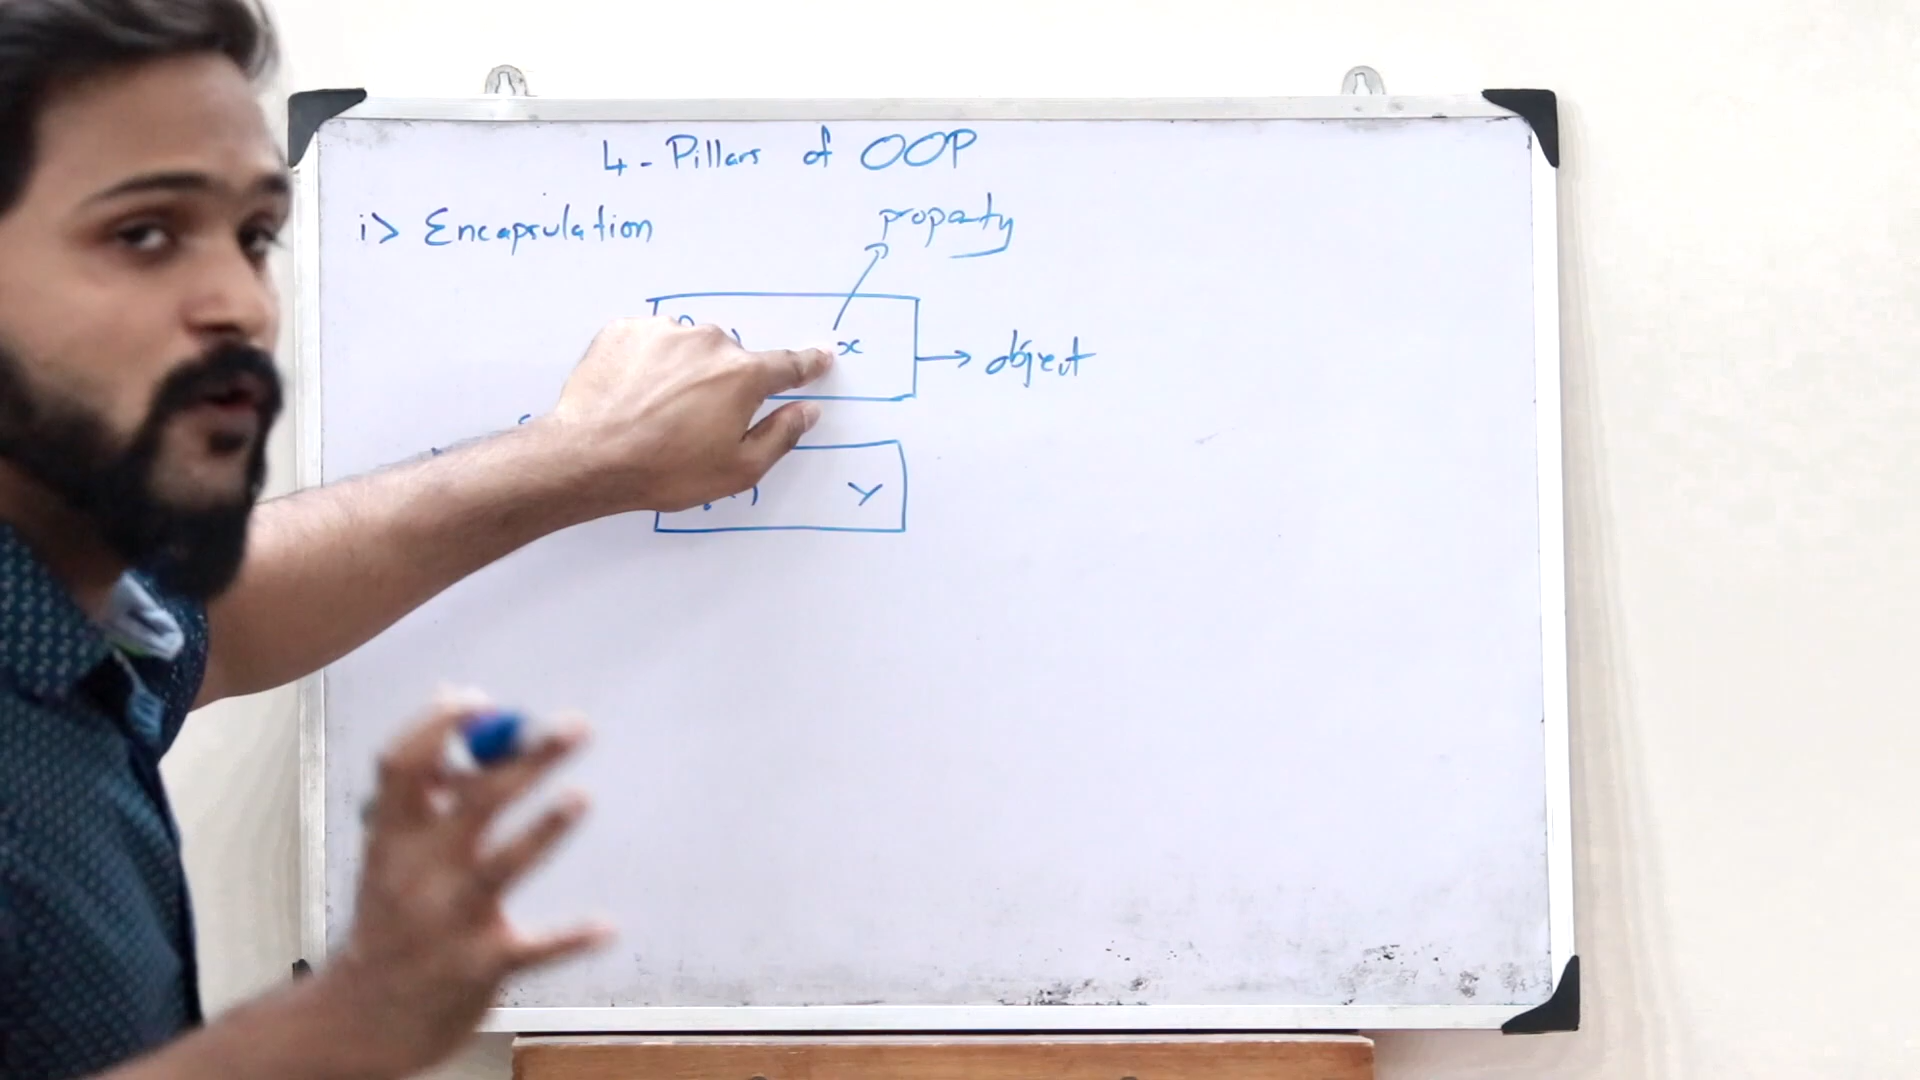 4 - Pillars of OOP
i> Encapsulation
property
x
object
y